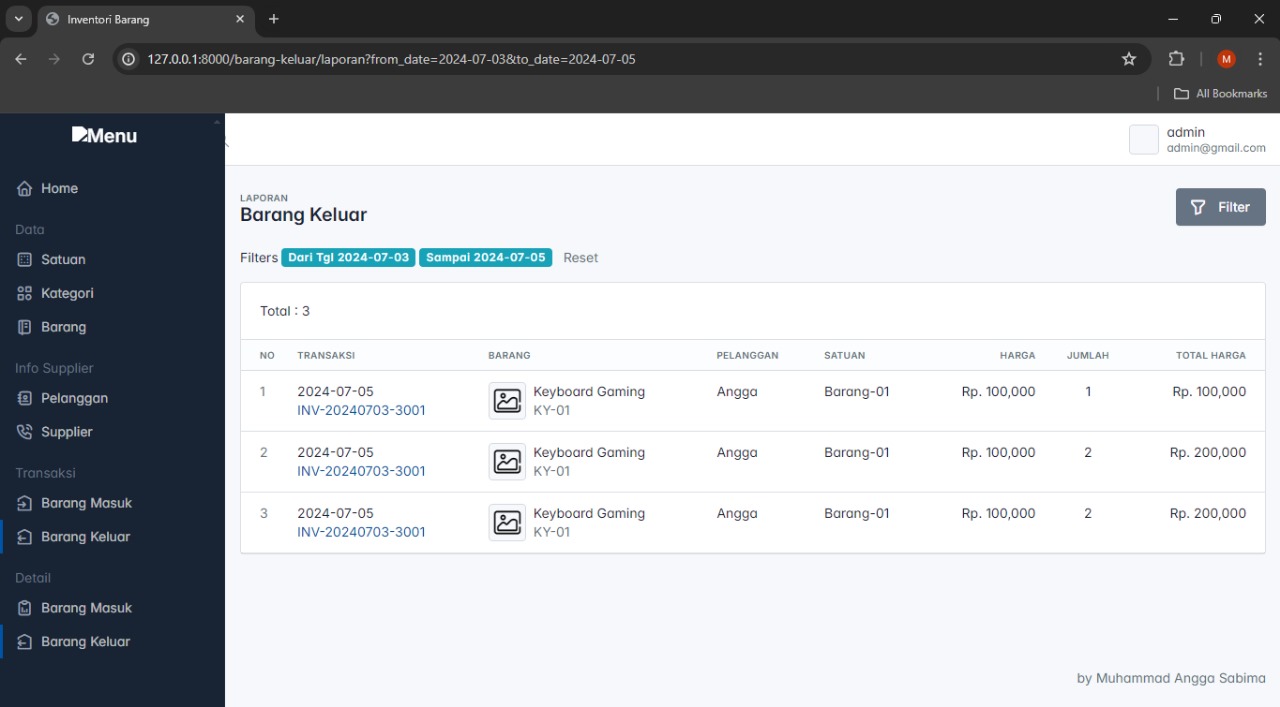 Inventori Barang
127.0.0.1:8000/barang-keluar/laporan?from_date=2024-07-03&to_date=2024-07-05
M
All Bookmarks
Menu
admin
admin@gmail.com
Home
Data
Satuan
Kategori
Barang
Info Supplier
Pelanggan
Supplier
Transaksi
Barang Masuk
Barang Keluar
Detail
Barang Masuk
Barang Keluar
LAPORAN
Barang Keluar
Filter
Filters Dari Tgl 2024-07-03 Sampai 2024-07-05 Reset
Total : 3
NO TRANSAKSI BARANG PELANGGAN SATUAN HARGA JUMLAH TOTAL HARGA
1 2024-07-05 Keyboard Gaming Angga Barang-01 Rp. 100,000 1 Rp. 100,000
INV-20240703-3001 KY-01
2 2024-07-05 Keyboard Gaming Angga Barang-01 Rp. 100,000 2 Rp. 200,000
INV-20240703-3001 KY-01
3 2024-07-05 Keyboard Gaming Angga Barang-01 Rp. 100,000 2 Rp. 200,000
INV-20240703-3001 KY-01
by Muhammad Angga Sabima